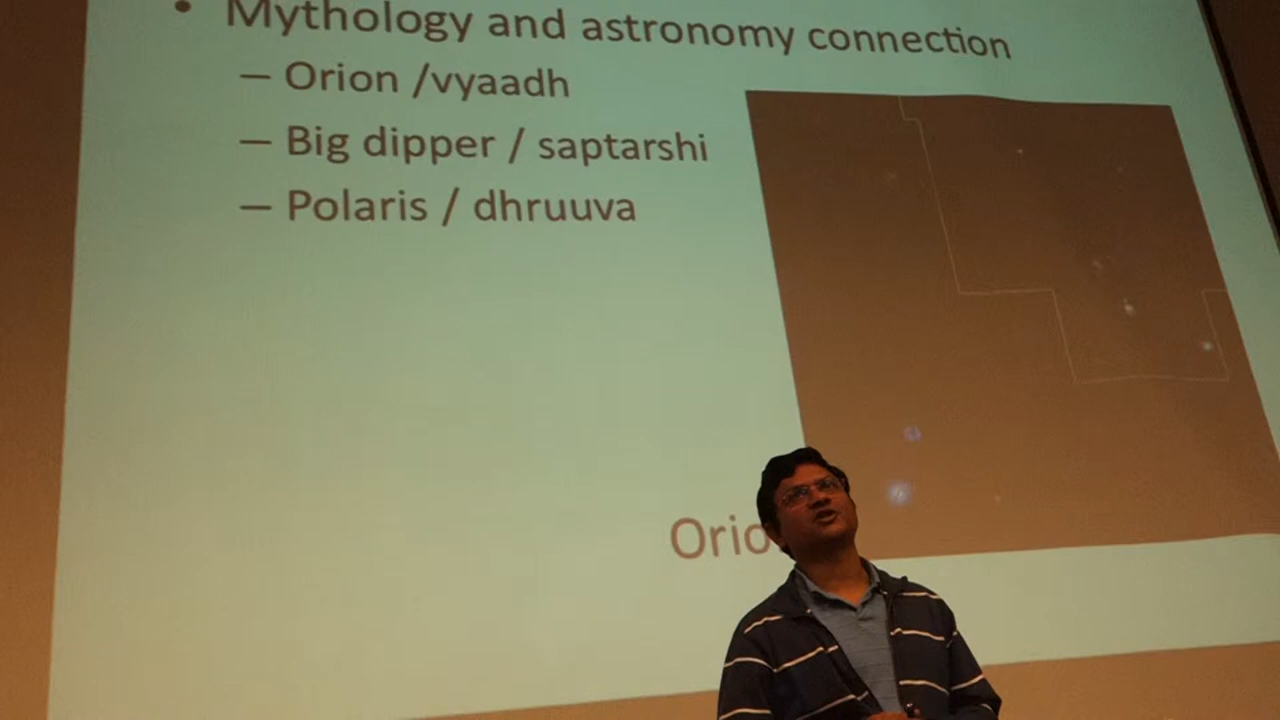 • Mythology and astronomy connection
– Orion /vyaadh
– Big dipper / saptarshi
– Polaris / dhruuva
Orio